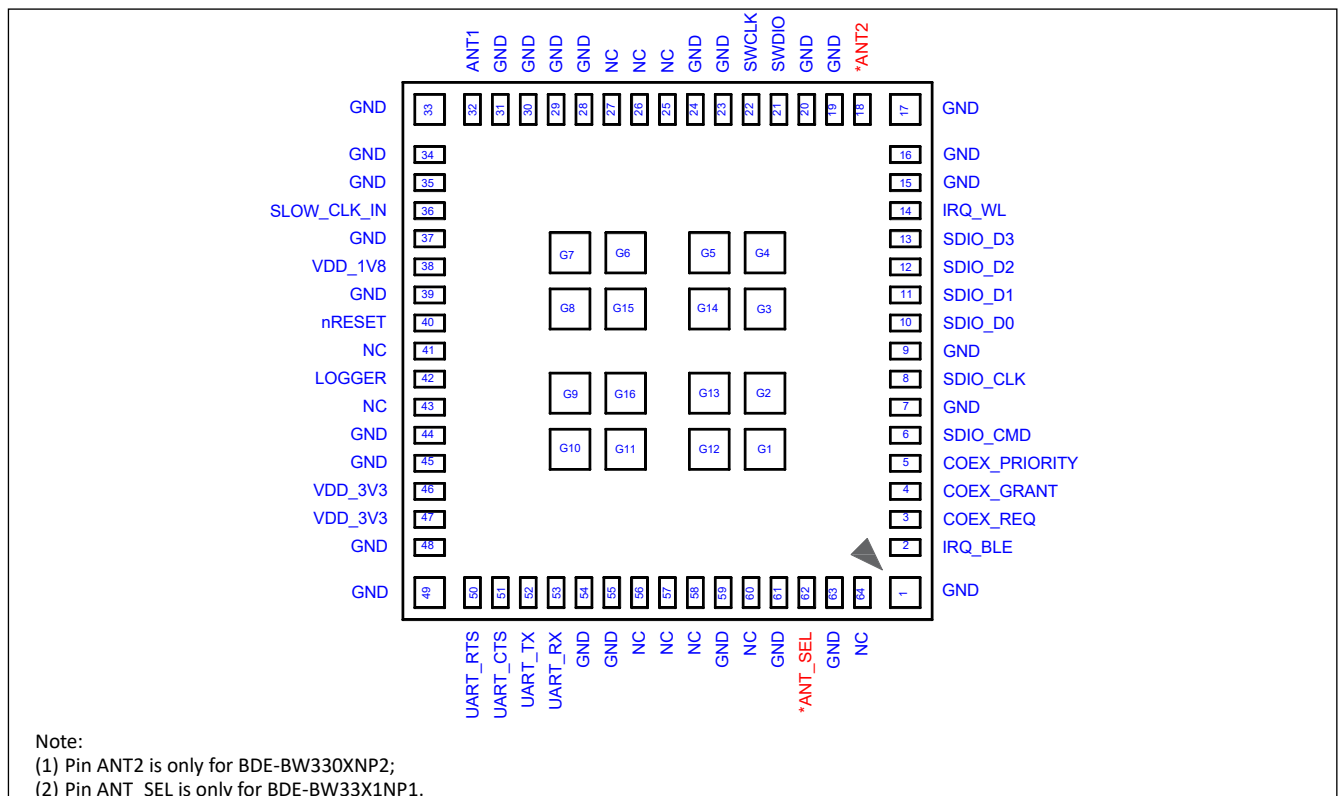 ANT1 GND GND GND GND NC NC NC GND GND SWCLK SWDIO GND GND *ANT2
GND 33 32 31 30 29 28 27 26 25 24 23 22 21 20 19 18 17 GND
GND 34 16 GND
GND 35 15 GND
SLOW_CLK_IN 36 14 IRQ_WL
GND 37 13 SDIO_D3
G7 G6 G5 G4
VDD_1V8 38 12 SDIO_D2
GND 39 11 SDIO_D1
G8 G15 G14 G3
nRESET 40 10 SDIO_D0
NC 41 9 GND
LOGGER 42 8 SDIO_CLK
G9 G16 G13 G2
NC 43 7 GND
GND 44 6 SDIO_CMD
G10 G11 G12 G1
GND 45 5 COEX_PRIORITY
VDD_3V3 46 4 COEX_GRANT
VDD_3V3 47 3 COEX_REQ
GND 48 2 IRQ_BLE
GND 49 50 51 52 53 54 55 56 57 58 59 60 61 62 63 64 1 GND
UART_RTS UART_CTS UART_TX UART_RX GND GND NC NC NC GND NC GND *ANT_SEL GND NC
Note:
(1) Pin ANT2 is only for BDE-BW330XNP2;
(2) Pin ANT_SEL is only for BDE-BW33X1NP1.